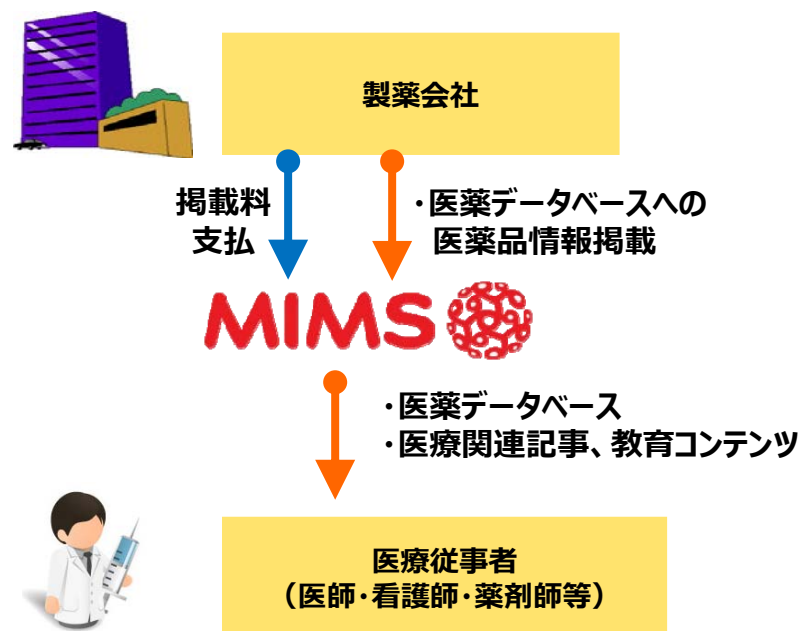 製薬会社
掲載料
支払
・医薬データベースへの
医薬品情報掲載
MIMS
・医薬データベース
・医療関連記事、教育コンテンツ
医療従事者
（医師・看護師・薬剤師等）